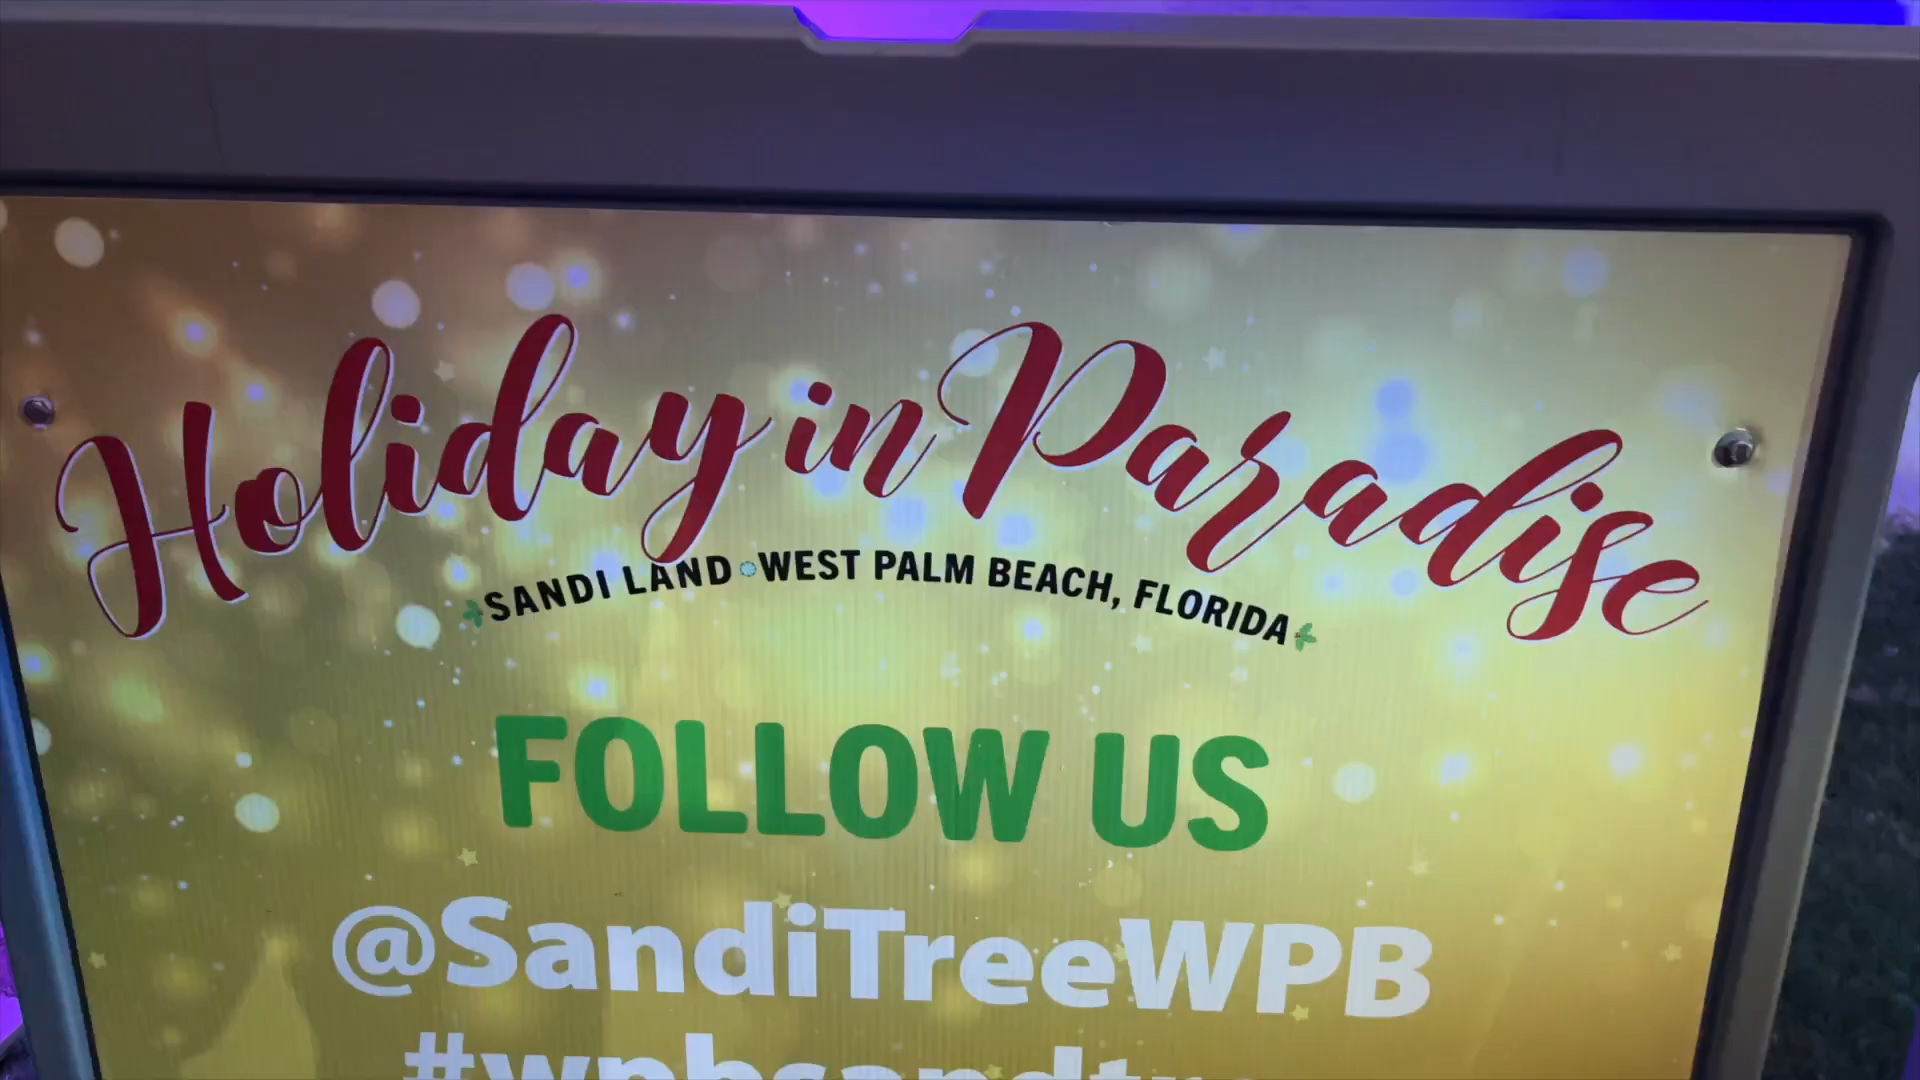 Holiday in Paradise
SANDI LAND WEST PALM BEACH, FLORIDA
FOLLOW US
@SandiTreeWPB